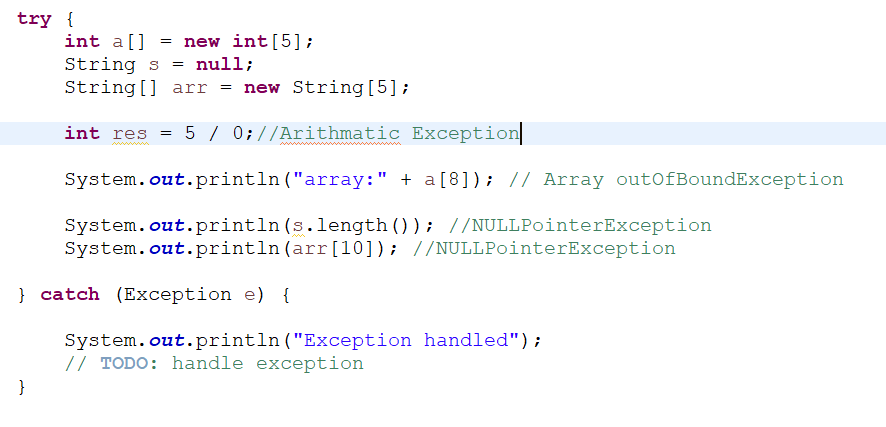 try {
    int a[] = new int[5];
    String s = null;
    String[] arr = new String[5];
    int res = 5 / 0;//Arithmatic Exception
    System.out.println("array:" + a[8]); // Array outOfBoundException
    System.out.println(s.length()); //NULLPointerException
    System.out.println(arr[10]); //NULLPointerException
} catch (Exception e) {
    System.out.println("Exception handled");
    // TODO: handle exception
}